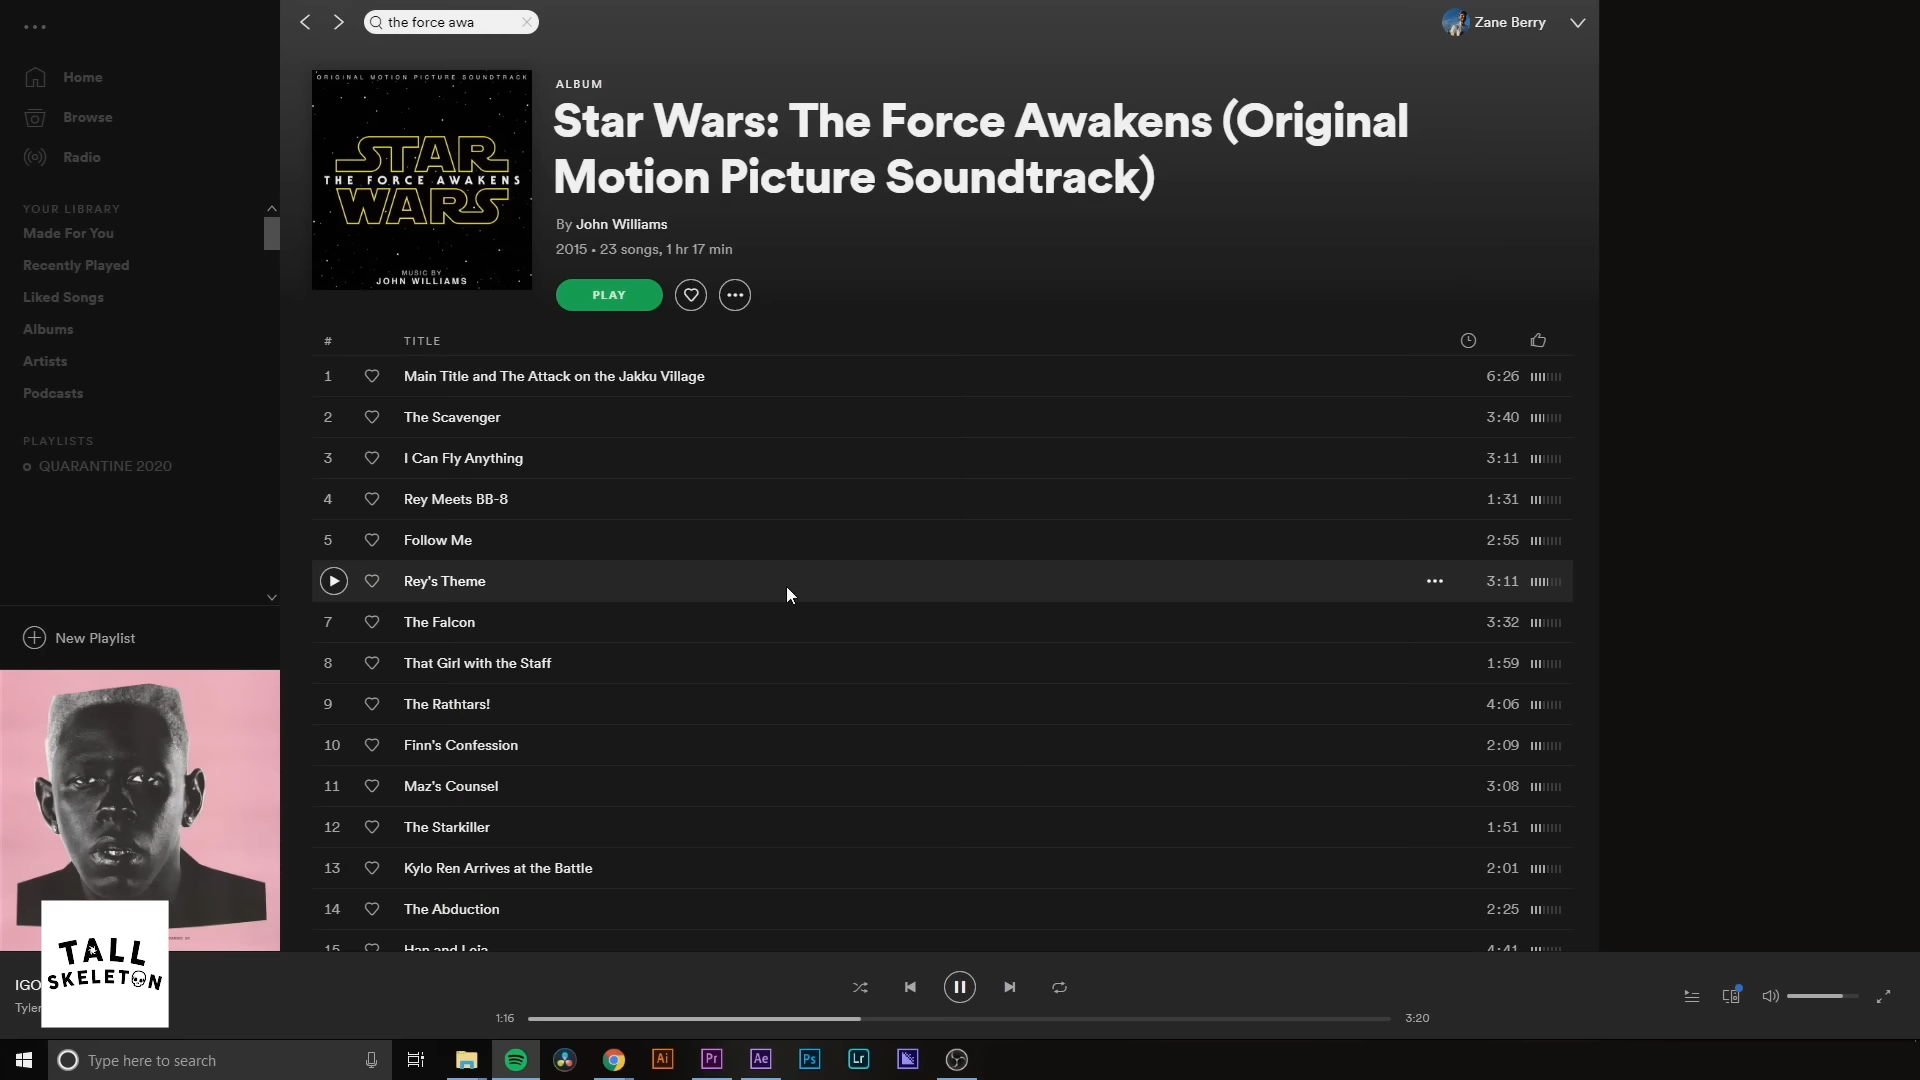 the force awa
Zane Berry
Home
Browse
Radio
YOUR LIBRARY
Made For You
Recently Played
Liked Songs
Albums
Artists
Podcasts
PLAYLISTS
QUARANTINE 2020
New Playlist
ORIGINAL MOTION PICTURE SOUNDTRACK
STAR
THE FORCE AWAKENS
WARS
MUSIC BY
JOHN WILLIAMS
ALBUM
Star Wars: The Force Awakens (Original
Motion Picture Soundtrack)
By John Williams
2015 • 23 songs, 1 hr 17 min
PLAY
# TITLE
1 Main Title and The Attack on the Jakku Village 6:26
2 The Scavenger 3:40
3 I Can Fly Anything 3:11
4 Rey Meets BB-8 1:31
5 Follow Me 2:55
Rey's Theme 3:11
7 The Falcon 3:32
8 That Girl with the Staff 1:59
9 The Rathtars! 4:06
10 Finn's Confession 2:09
11 Maz's Counsel 3:08
12 The Starkiller 1:51
13 Kylo Ren Arrives at the Battle 2:01
14 The Abduction 2:25
15 Han and Leia 4:41
TALL
SKELETON
IGO
Tyler
1:16 3:20
Type here to search
Ai Pr Ae Ps Lr